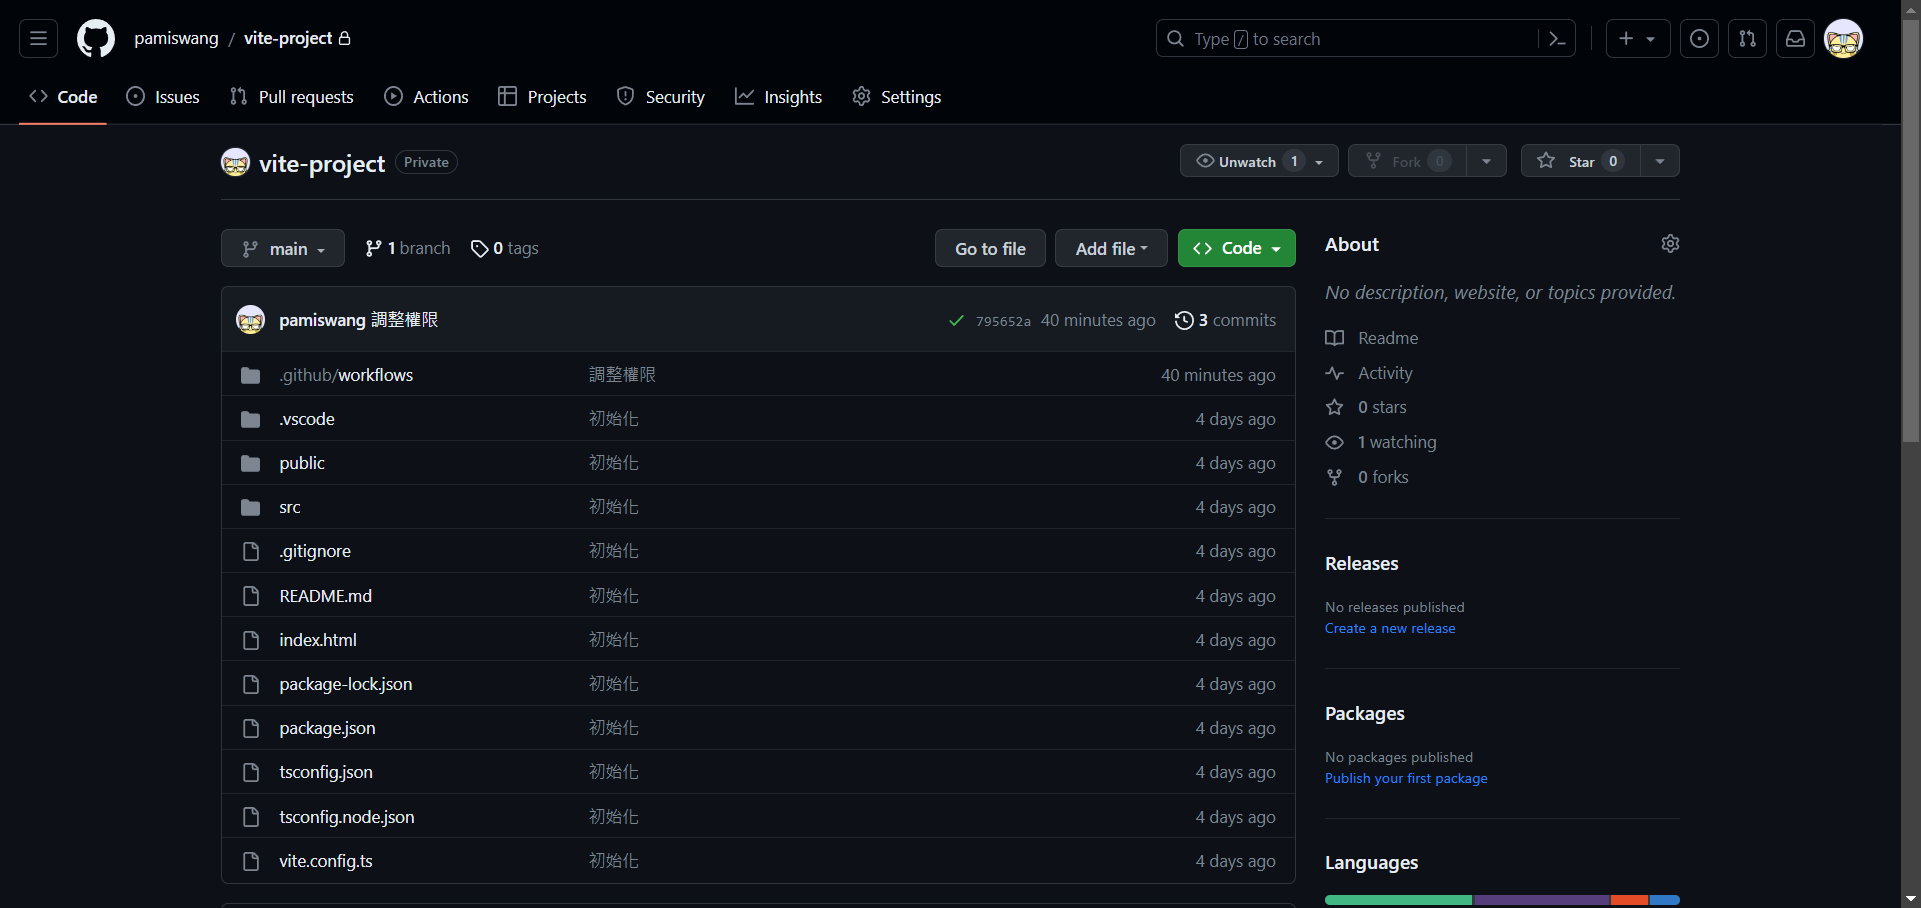 pamiswang / vite-project
Type / to search
Code Issues Pull requests Actions Projects Security Insights Settings
vite-project Private
Unwatch 1 Fork 0 Star 0
main 1 branch 0 tags Go to file Add file Code
pamiswang 調整權限 795652a 40 minutes ago 3 commits
.github/workflows 調整權限 40 minutes ago
.vscode 初始化 4 days ago
public 初始化 4 days ago
src 初始化 4 days ago
.gitignore 初始化 4 days ago
README.md 初始化 4 days ago
index.html 初始化 4 days ago
package-lock.json 初始化 4 days ago
package.json 初始化 4 days ago
tsconfig.json 初始化 4 days ago
tsconfig.node.json 初始化 4 days ago
vite.config.ts 初始化 4 days ago
About
No description, website, or topics provided.
Readme
Activity
0 stars
1 watching
0 forks
Releases
No releases published
Create a new release
Packages
No packages published
Publish your first package
Languages